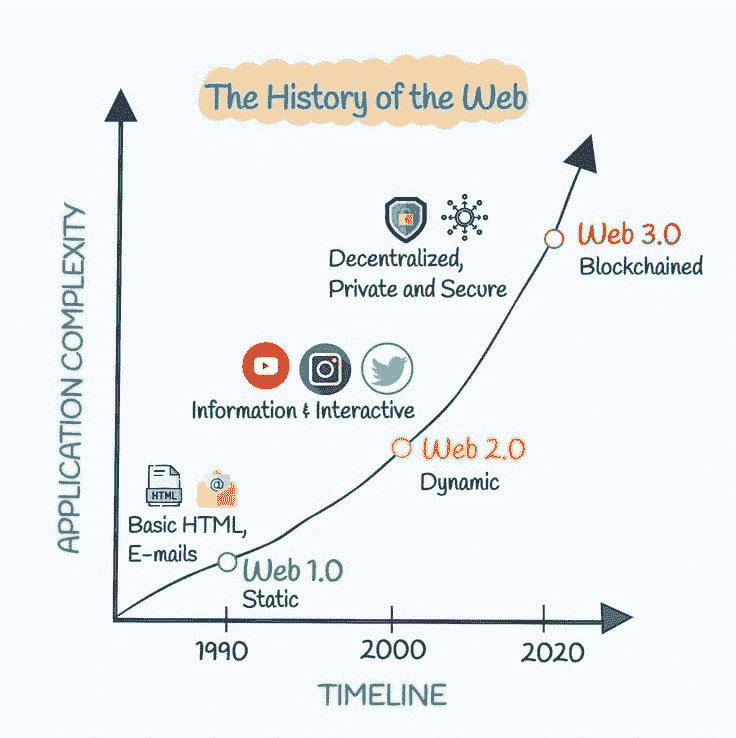 The History of the Web
APPLICATION COMPLEXITY
Web 3.0
Blockchained
Decentralized,
Private and Secure
Information & Interactive
Web 2.0
Dynamic
HTML
@
Basic HTML,
E-mails
Web 1.0
Static
1990
2000
2020
TIMELINE